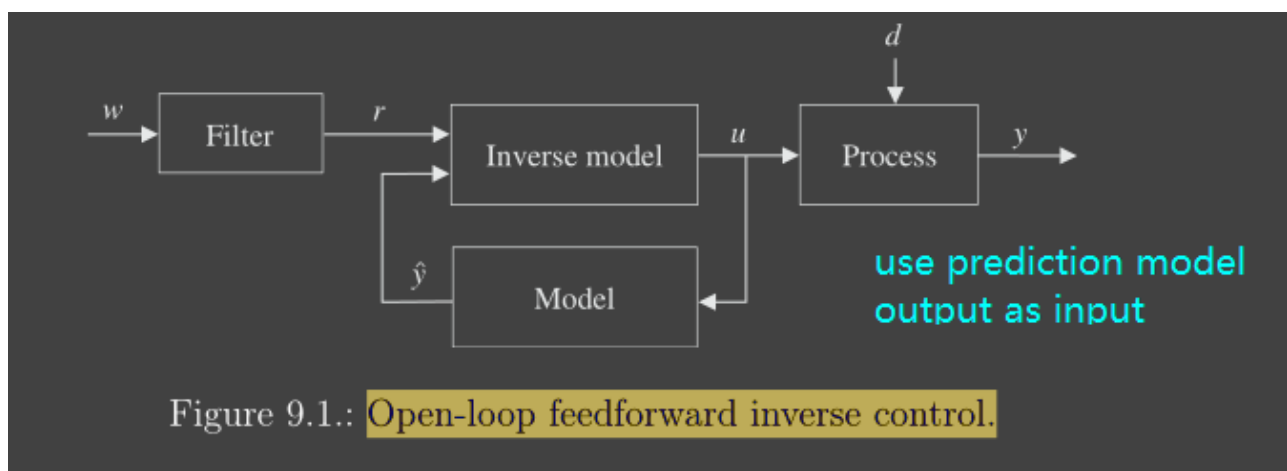 d
w
Filter
r
Inverse model
u
Process
y
ŷ
Model
use prediction model
output as input
Figure 9.1.: Open-loop feedforward inverse control.